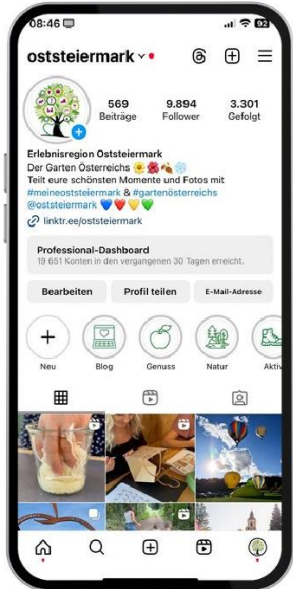 08:46
92
oststeiermark
569
9.894
3.301
Beiträge
Follower
Gefolgt
Erlebnisregion Oststeiermark
Der Garten Österreichs
Teilt eure schönsten Momente und Fotos mit
#meineoststeiermark & #gartenösterreichs
@oststeiermark
linktr.ee/oststeiermark
Professional-Dashboard
19 651 Konten in den vergangenen 30 Tagen erreicht.
Bearbeiten
Profil teilen
E-Mail-Adresse
Neu
Blog
Genuss
Natur
Aktiv